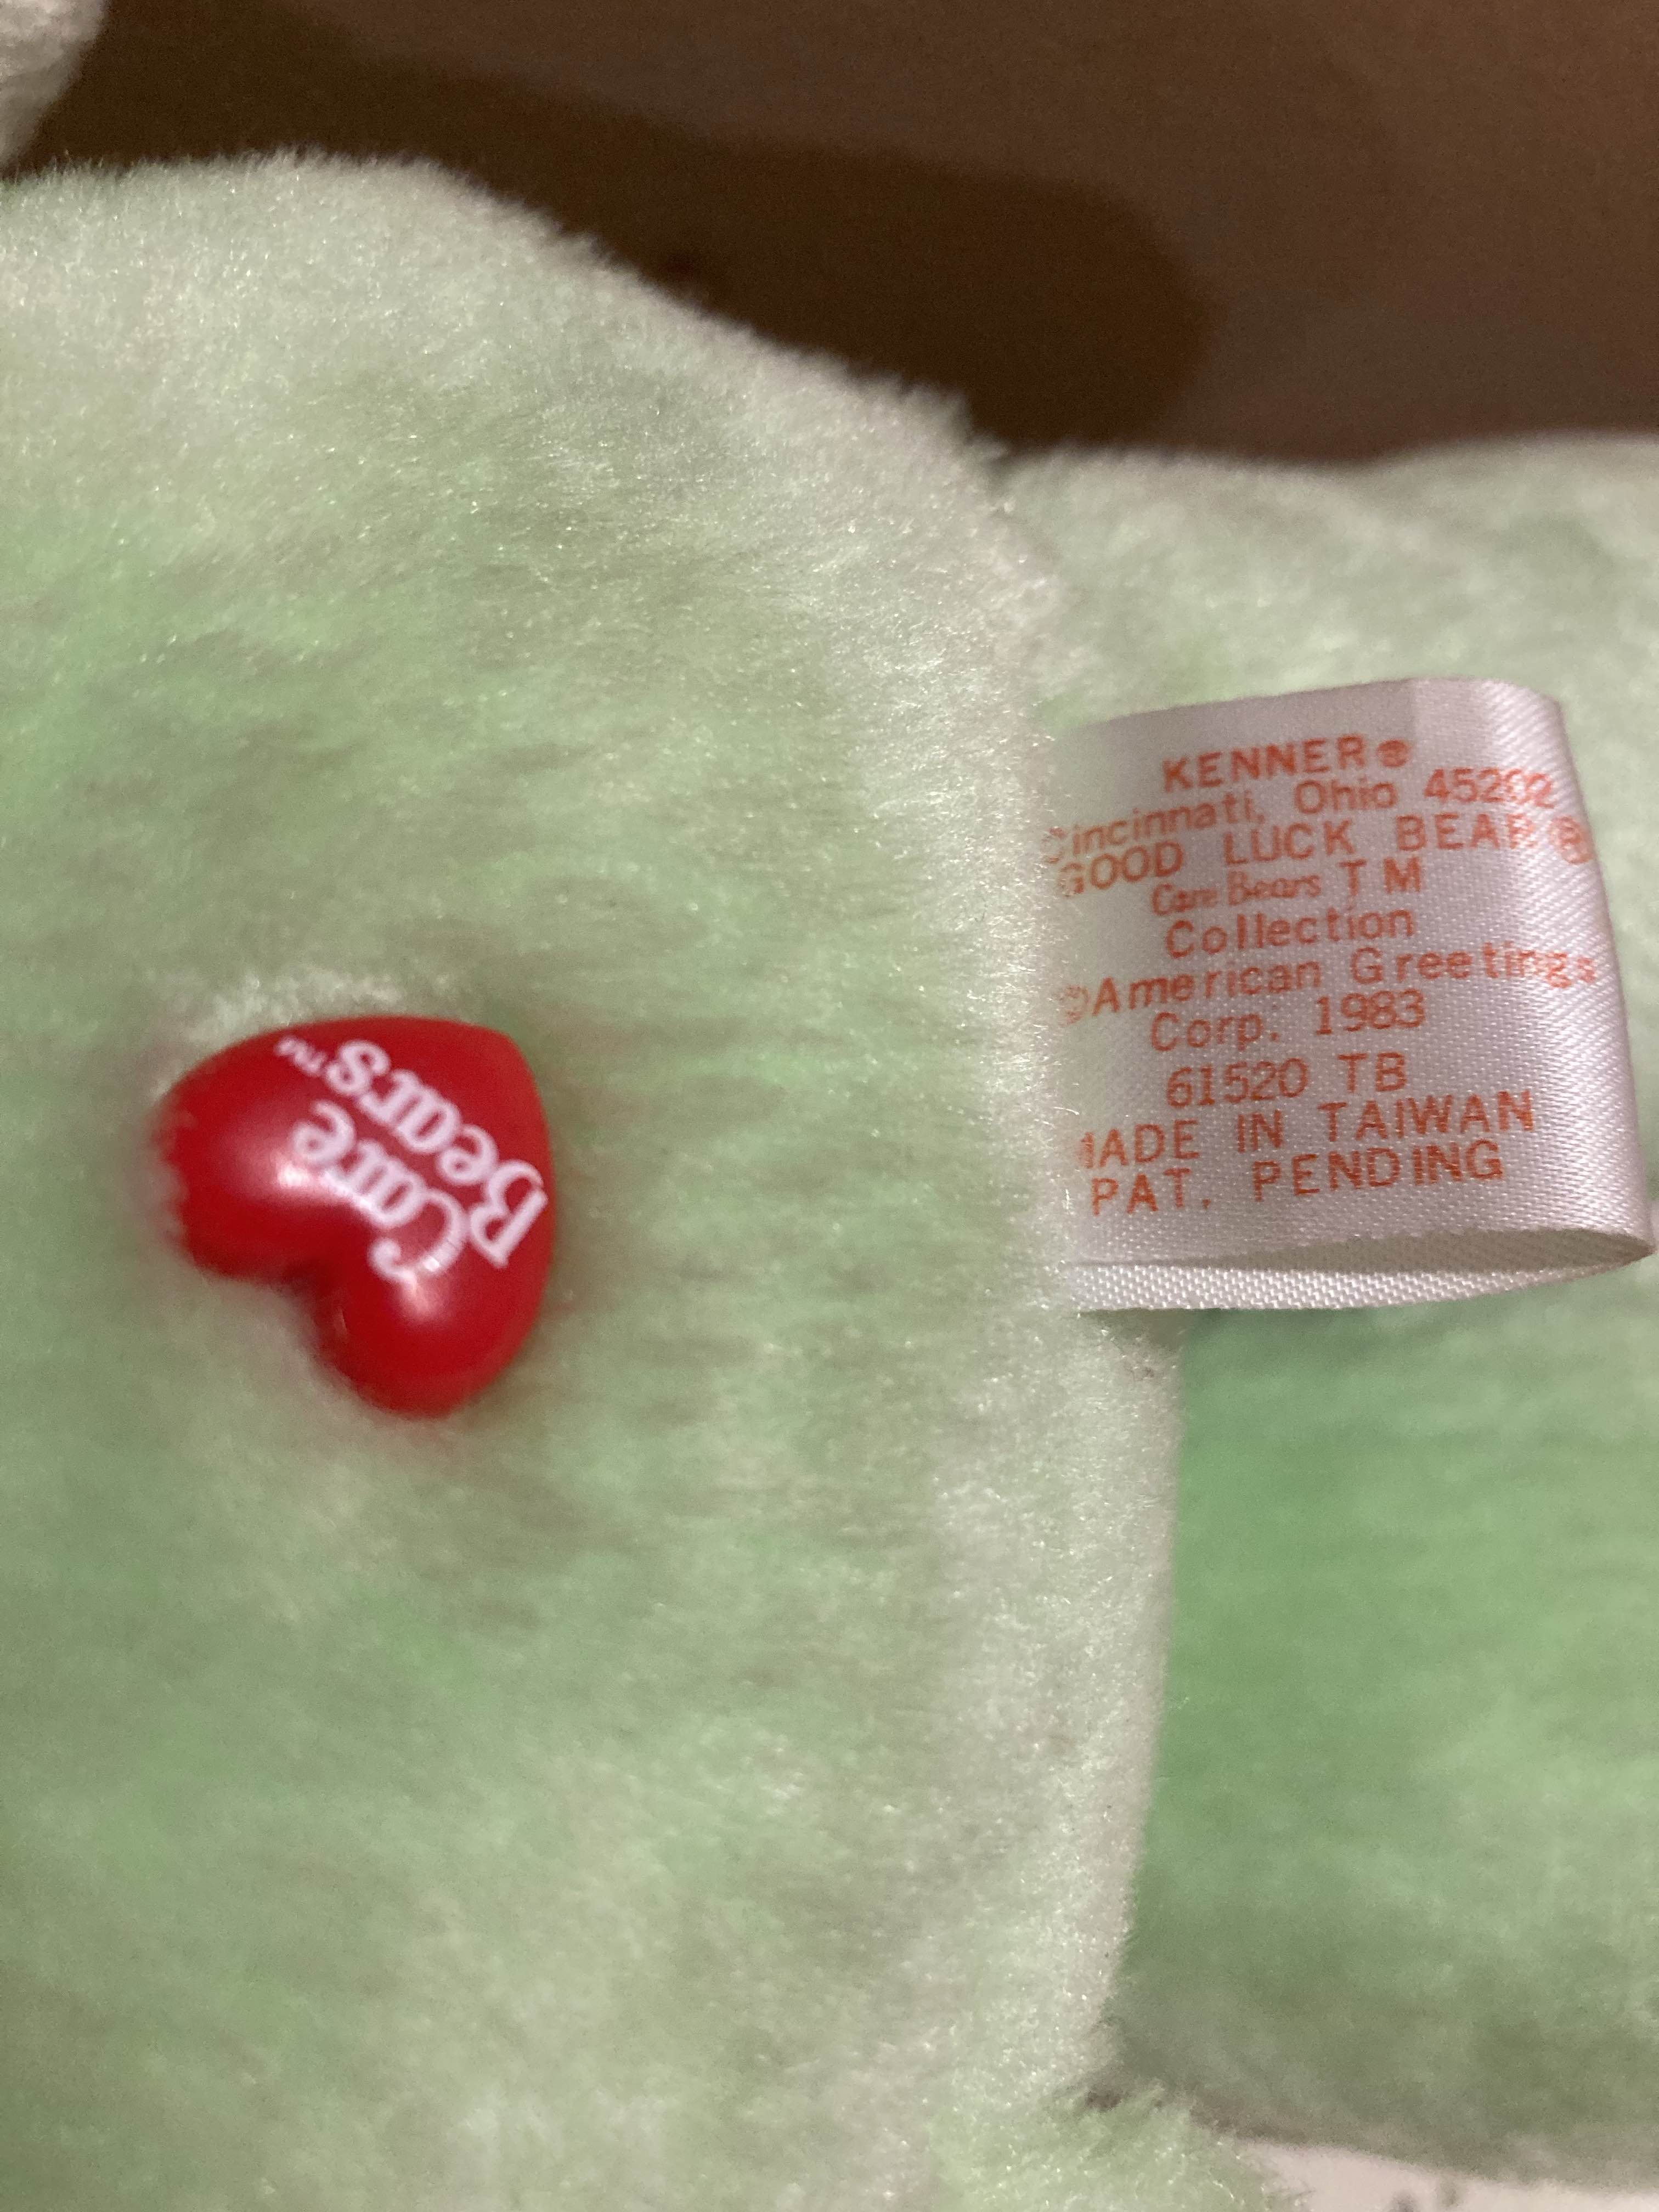 Care
Bears™
KENNER®
Cincinnati, Ohio 45202
GOOD LUCK BEAR®
Care Bears TM
Collection
©American Greetings
Corp. 1983
61520 TB
MADE IN TAIWAN
PAT. PENDING